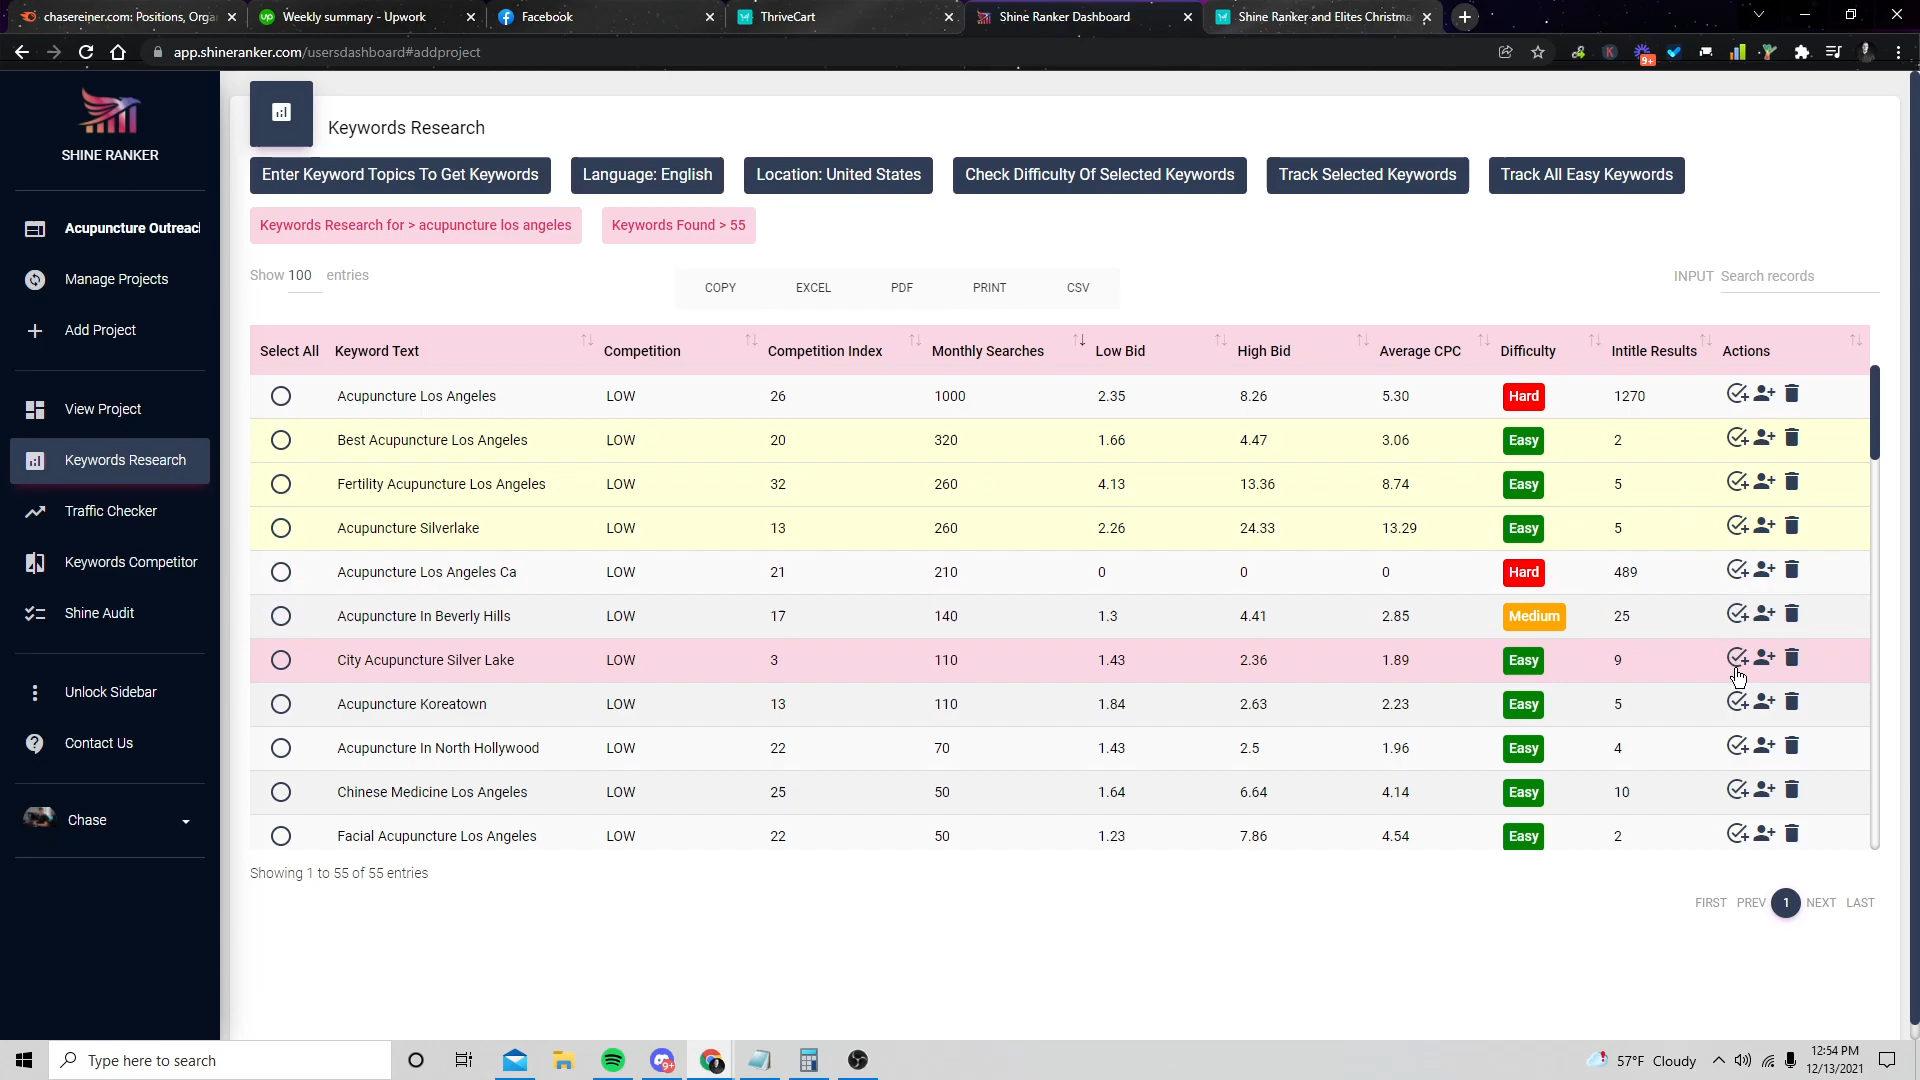 chasereiner.com: Positions, Orga
Weekly summary - Upwork
Facebook
ThriveCart
Shine Ranker Dashboard
Shine Ranker and Elites Christma
app.shineranker.com/usersdashboard#addproject
9+
SHINE RANKER
Acupuncture Outreac
Manage Projects
Add Project
View Project
Keywords Research
Traffic Checker
Keywords Competitor
Shine Audit
Unlock Sidebar
Contact Us
Chase
Keywords Research
Enter Keyword Topics To Get Keywords
Language: English
Location: United States
Check Difficulty Of Selected Keywords
Track Selected Keywords
Track All Easy Keywords
Keywords Research for > acupuncture los angeles
Keywords Found > 55
Show 100 entries
COPY EXCEL PDF PRINT CSV
INPUT Search records
Select All Keyword Text Competition Competition Index Monthly Searches Low Bid High Bid Average CPC Difficulty Intitle Results Actions
Acupuncture Los Angeles LOW 26 1000 2.35 8.26 5.30 Hard 1270
Best Acupuncture Los Angeles LOW 20 320 1.66 4.47 3.06 Easy 2
Fertility Acupuncture Los Angeles LOW 32 260 4.13 13.36 8.74 Easy 5
Acupuncture Silverlake LOW 13 260 2.26 24.33 13.29 Easy 5
Acupuncture Los Angeles Ca LOW 21 210 0 0 0 Hard 489
Acupuncture In Beverly Hills LOW 17 140 1.3 4.41 2.85 Medium 25
City Acupuncture Silver Lake LOW 3 110 1.43 2.36 1.89 Easy 9
Acupuncture Koreatown LOW 13 110 1.84 2.63 2.23 Easy 5
Acupuncture In North Hollywood LOW 22 70 1.43 2.5 1.96 Easy 4
Chinese Medicine Los Angeles LOW 25 50 1.64 6.64 4.14 Easy 10
Facial Acupuncture Los Angeles LOW 22 50 1.23 7.86 4.54 Easy 2
Showing 1 to 55 of 55 entries
FIRST PREV 1 NEXT LAST
Type here to search
57°F Cloudy
12:54 PM
12/13/2021